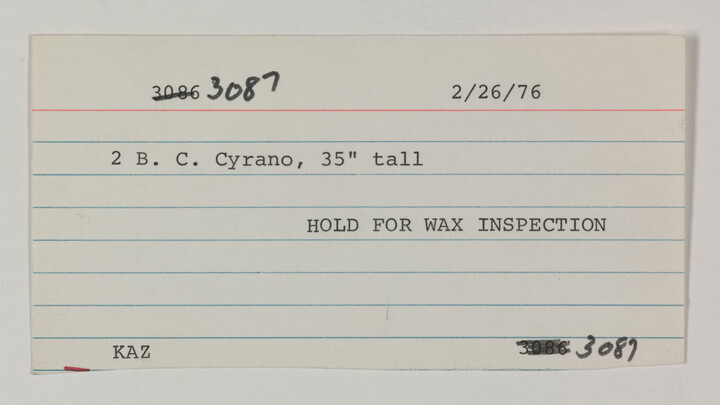 3086 3087 2/26/76
2 B. C. Cyrano, 35" tall
HOLD FOR WAX INSPECTION
KAZ 3086 3087